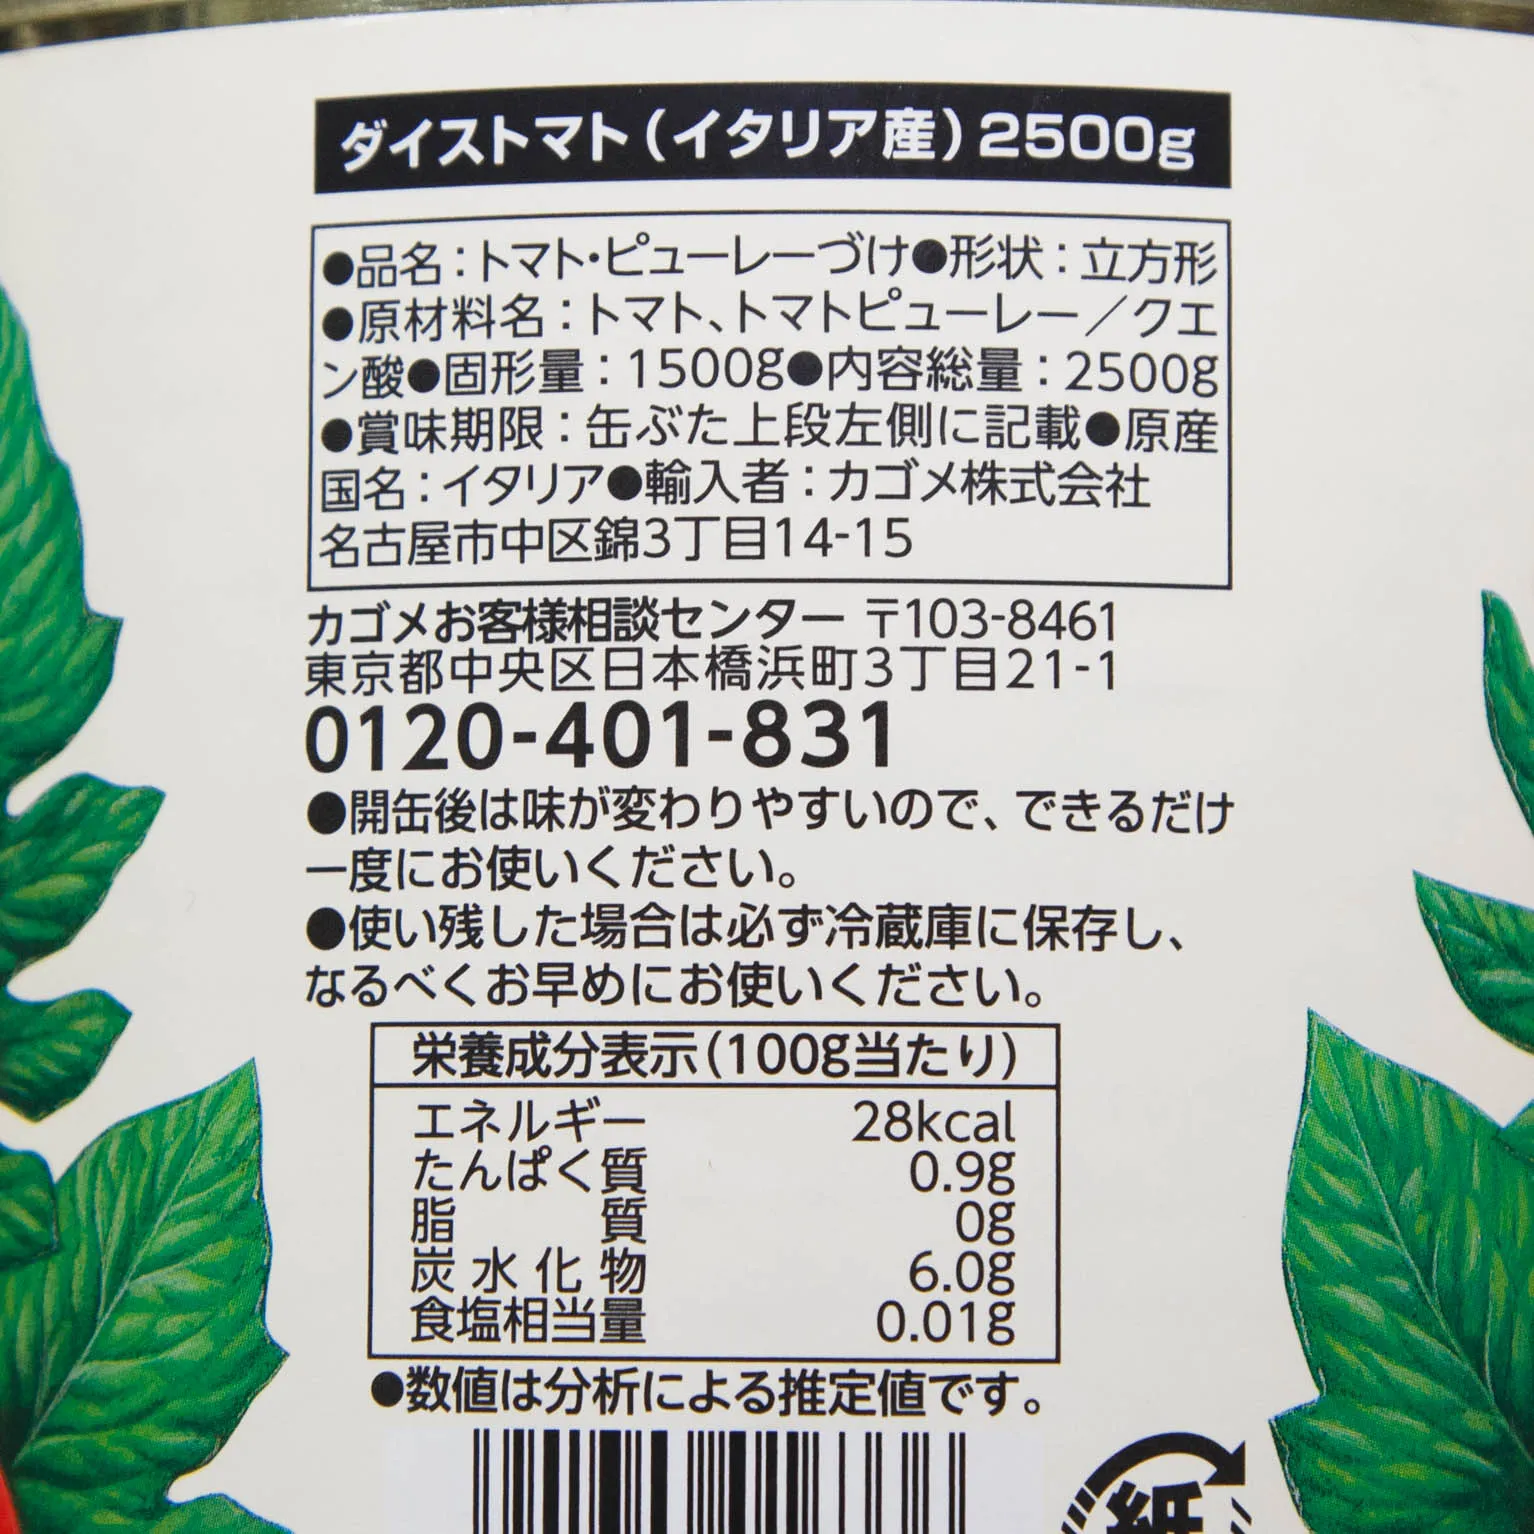 ダイストマト(イタリア産)2500g
●品名:トマト・ピューレーづけ●形状:立方形
●原材料名:トマト、トマトピューレー/クエ
ン酸●固形量:1500g●内容総量:2500g
●賞味期限:缶ぶた上段左側に記載●原産
国名:イタリア●輸入者:カゴメ株式会社
名古屋市中区錦3丁目14-15
カゴメお客様相談センター 〒103-8461
東京都中央区日本橋浜町3丁目21-1
0120-401-831
●開缶後は味が変わりやすいので、できるだけ
一度にお使いください。
●使い残した場合は必ず冷蔵庫に保存し、
なるべくお早めにお使いください。
栄養成分表示(100g当たり)
エネルギー 28kcal
たんぱく質 0.9g
脂質 0g
炭水化物 6.0g
食塩相当量 0.01g
●数値は分析による推定値です。
紙